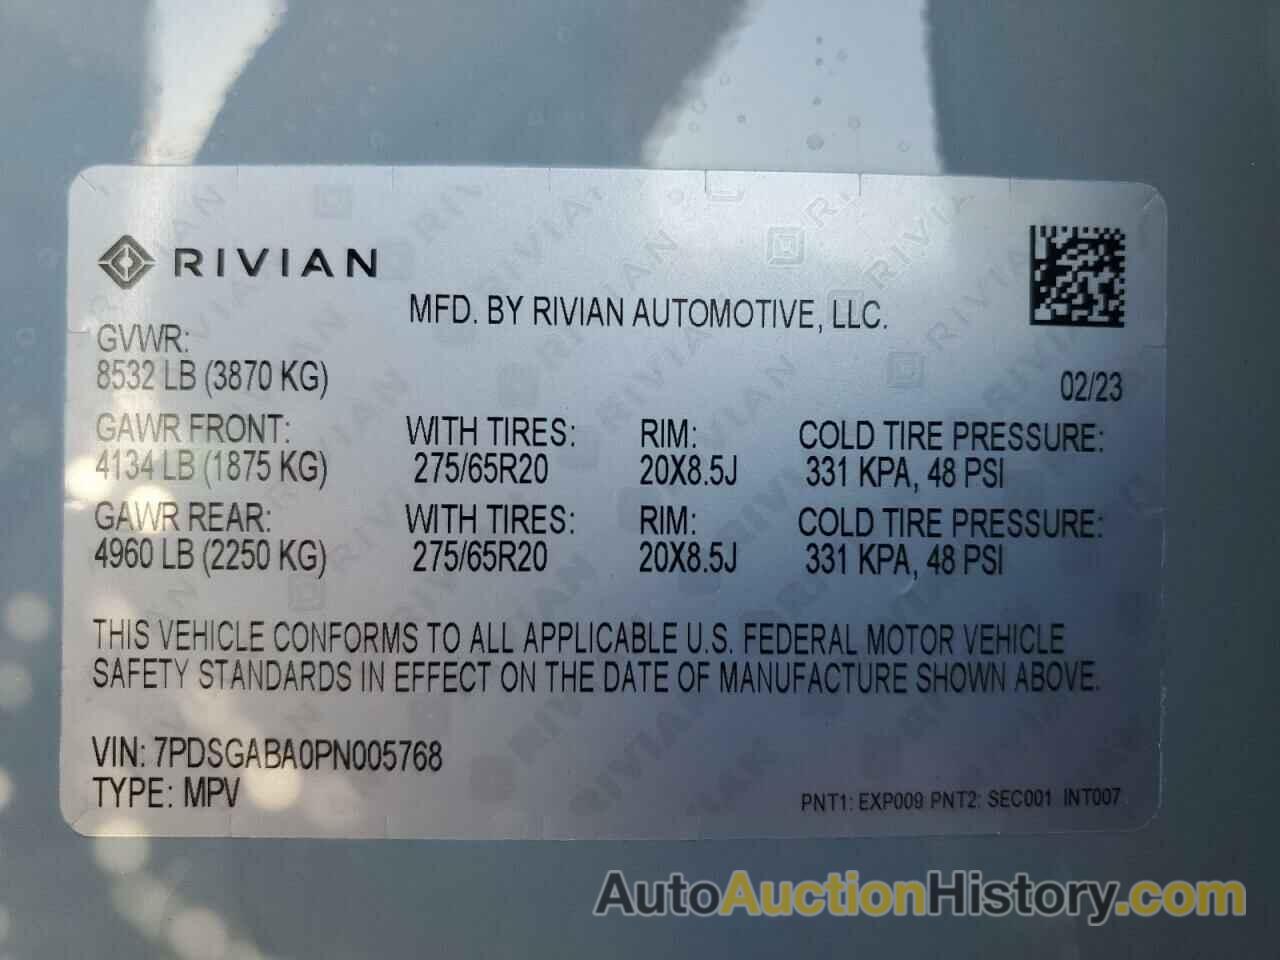 RIVIAN
MFD. BY RIVIAN AUTOMOTIVE, LLC.
GVWR:
8532 LB (3870 KG)
02/23
GAWR FRONT: WITH TIRES: RIM: COLD TIRE PRESSURE:
4134 LB (1875 KG) 275/65R20 20X8.5J 331 KPA, 48 PSI
GAWR REAR: WITH TIRES: RIM: COLD TIRE PRESSURE:
4960 LB (2250 KG) 275/65R20 20X8.5J 331 KPA, 48 PSI
THIS VEHICLE CONFORMS TO ALL APPLICABLE U.S. FEDERAL MOTOR VEHICLE
SAFETY STANDARDS IN EFFECT ON THE DATE OF MANUFACTURE SHOWN ABOVE.
VIN: 7PDSGABA0PN005768
TYPE: MPV
PNT1: EXP009 PNT2: SEC001 INT007
AutoAuctionHistory.com